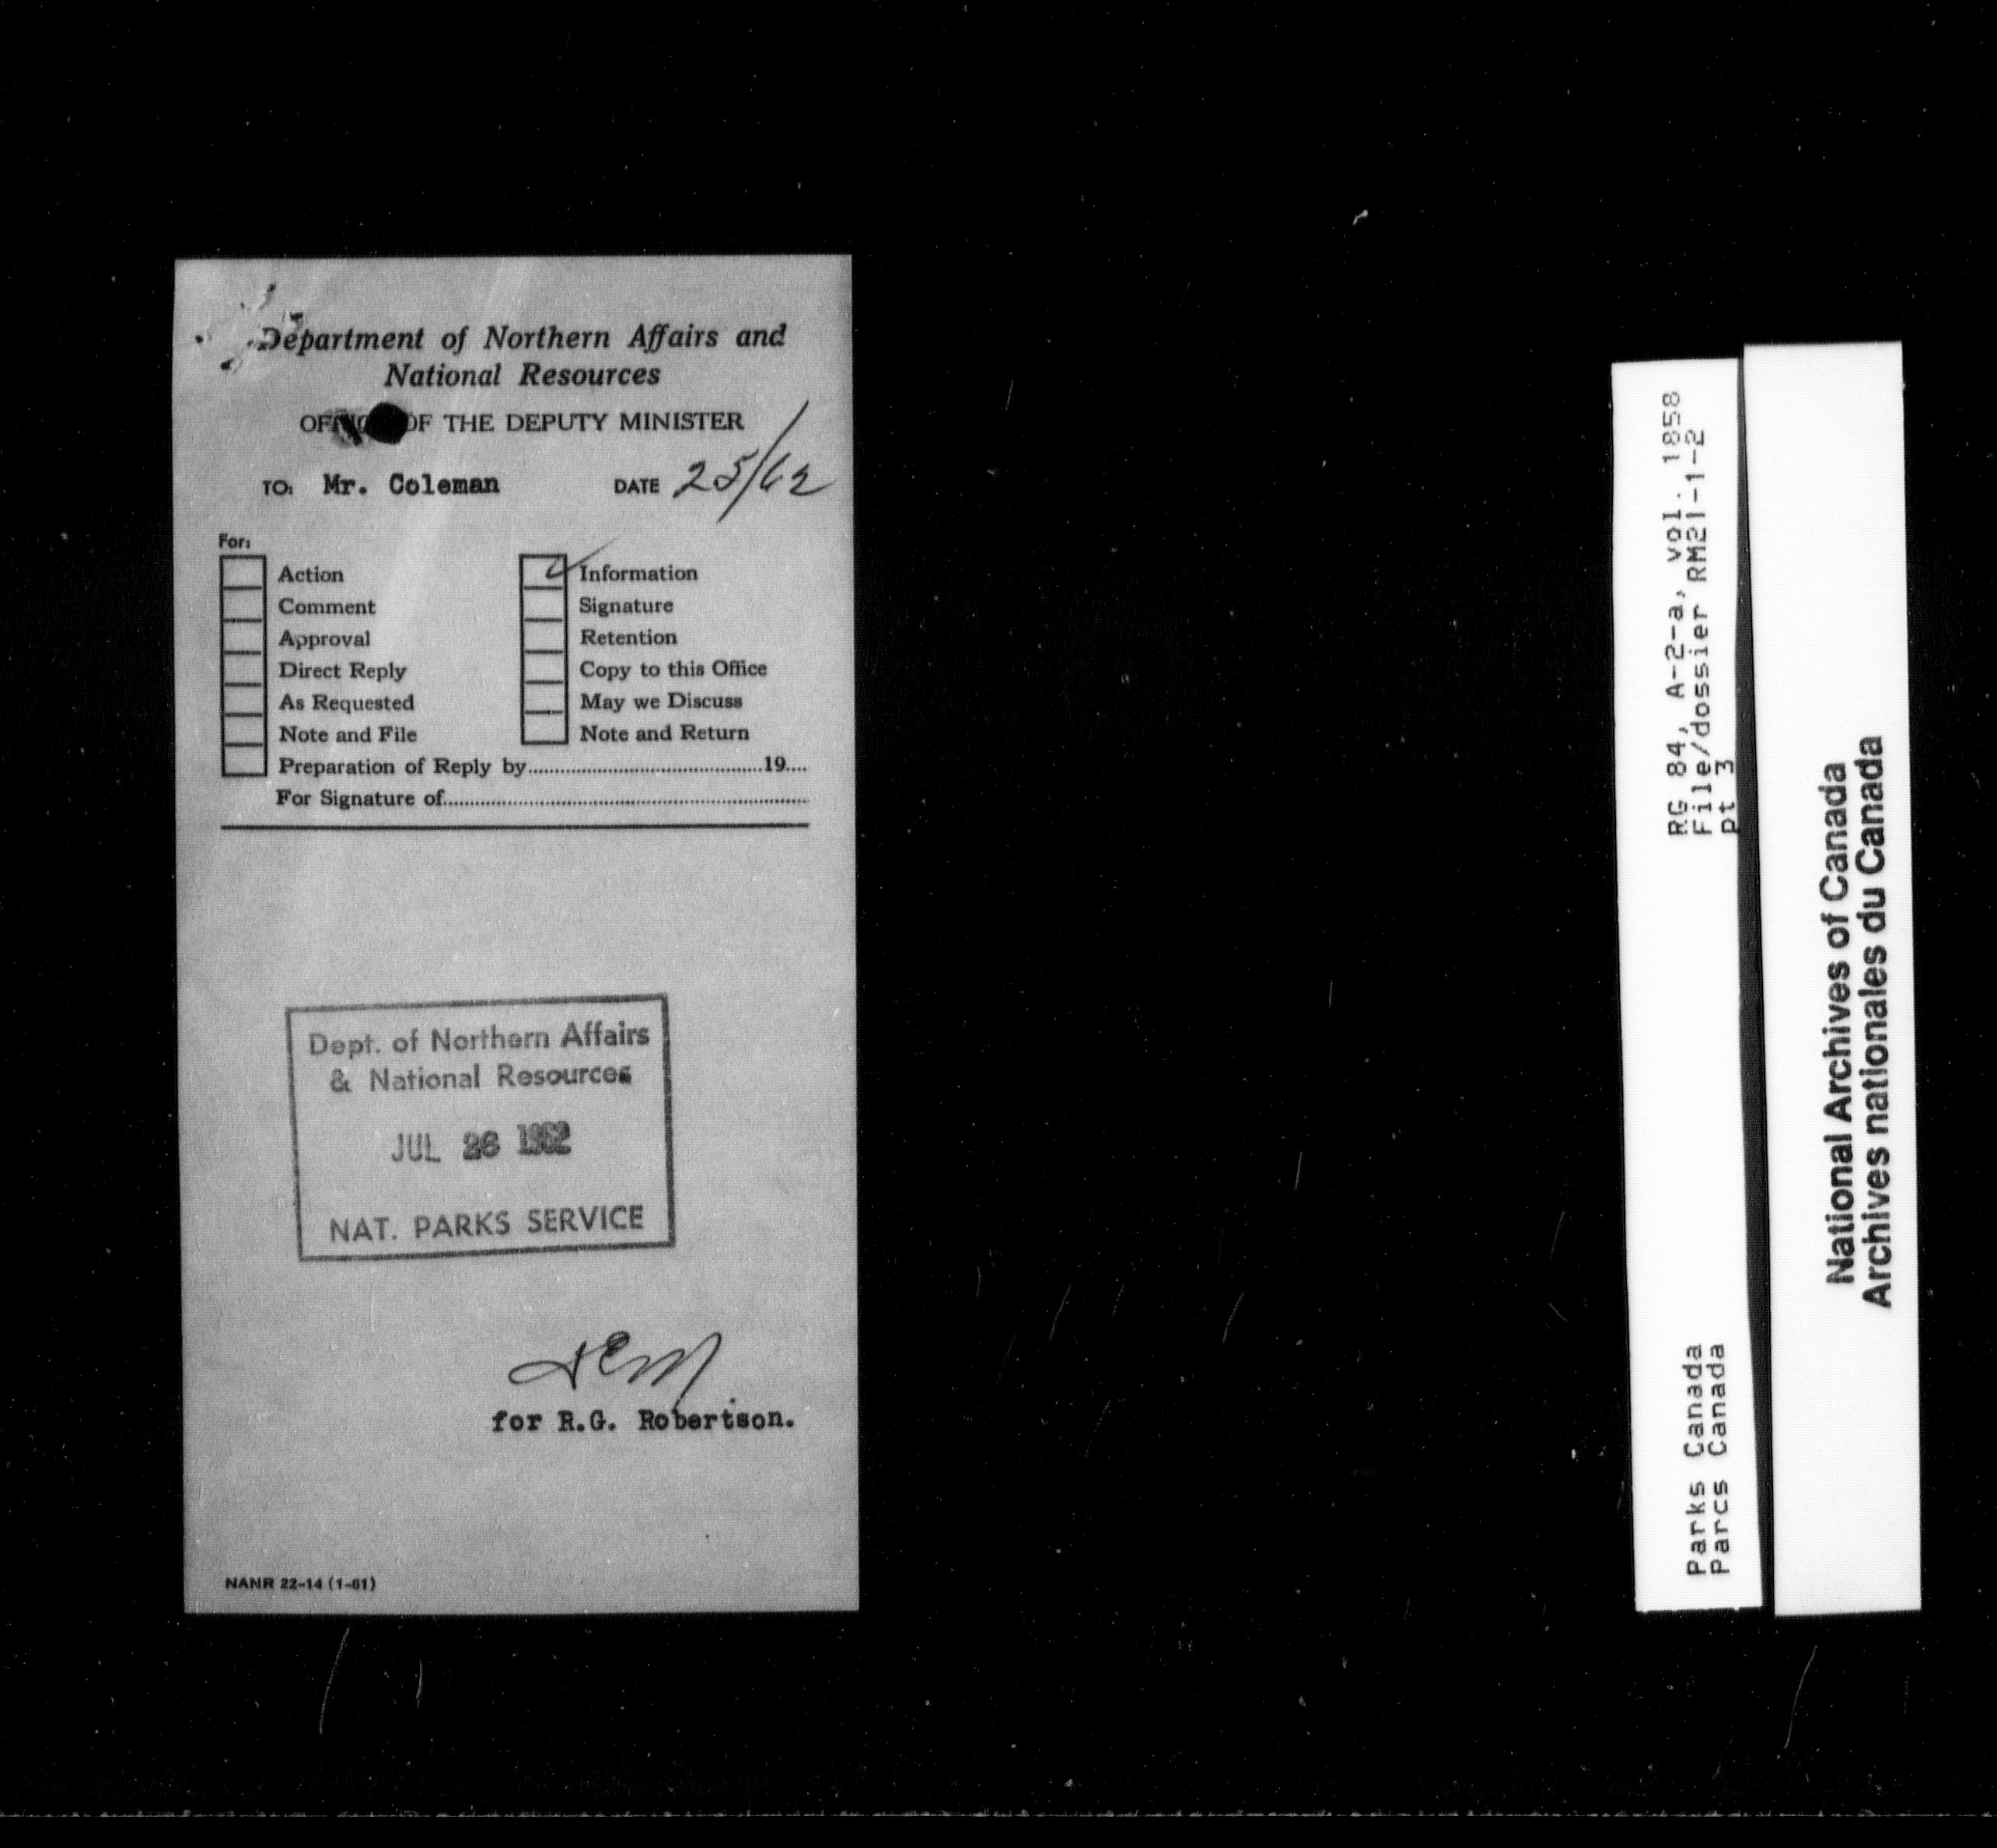 Department of Northern Affairs and
National Resources
OFFICE OF THE DEPUTY MINISTER
TO: Mr. Coleman DATE 25/62
For:
Action
Comment
Approval
Direct Reply
As Requested
Note and File
Information
Signature
Retention
Copy to this Office
May we Discuss
Note and Return
Preparation of Reply by..............................19....
For Signature of..............................
Dept. of Northern Affairs
& National Resources
JUL 26 1962
NAT. PARKS SERVICE
for R.G. Robertson.
NANR 22-14 (1-61)
RG 84, A-2-a, vol. 1858
File/dossier RM21-1-2
pt 3
Parks Canada
Parcs Canada
National Archives of Canada
Archives nationales du Canada